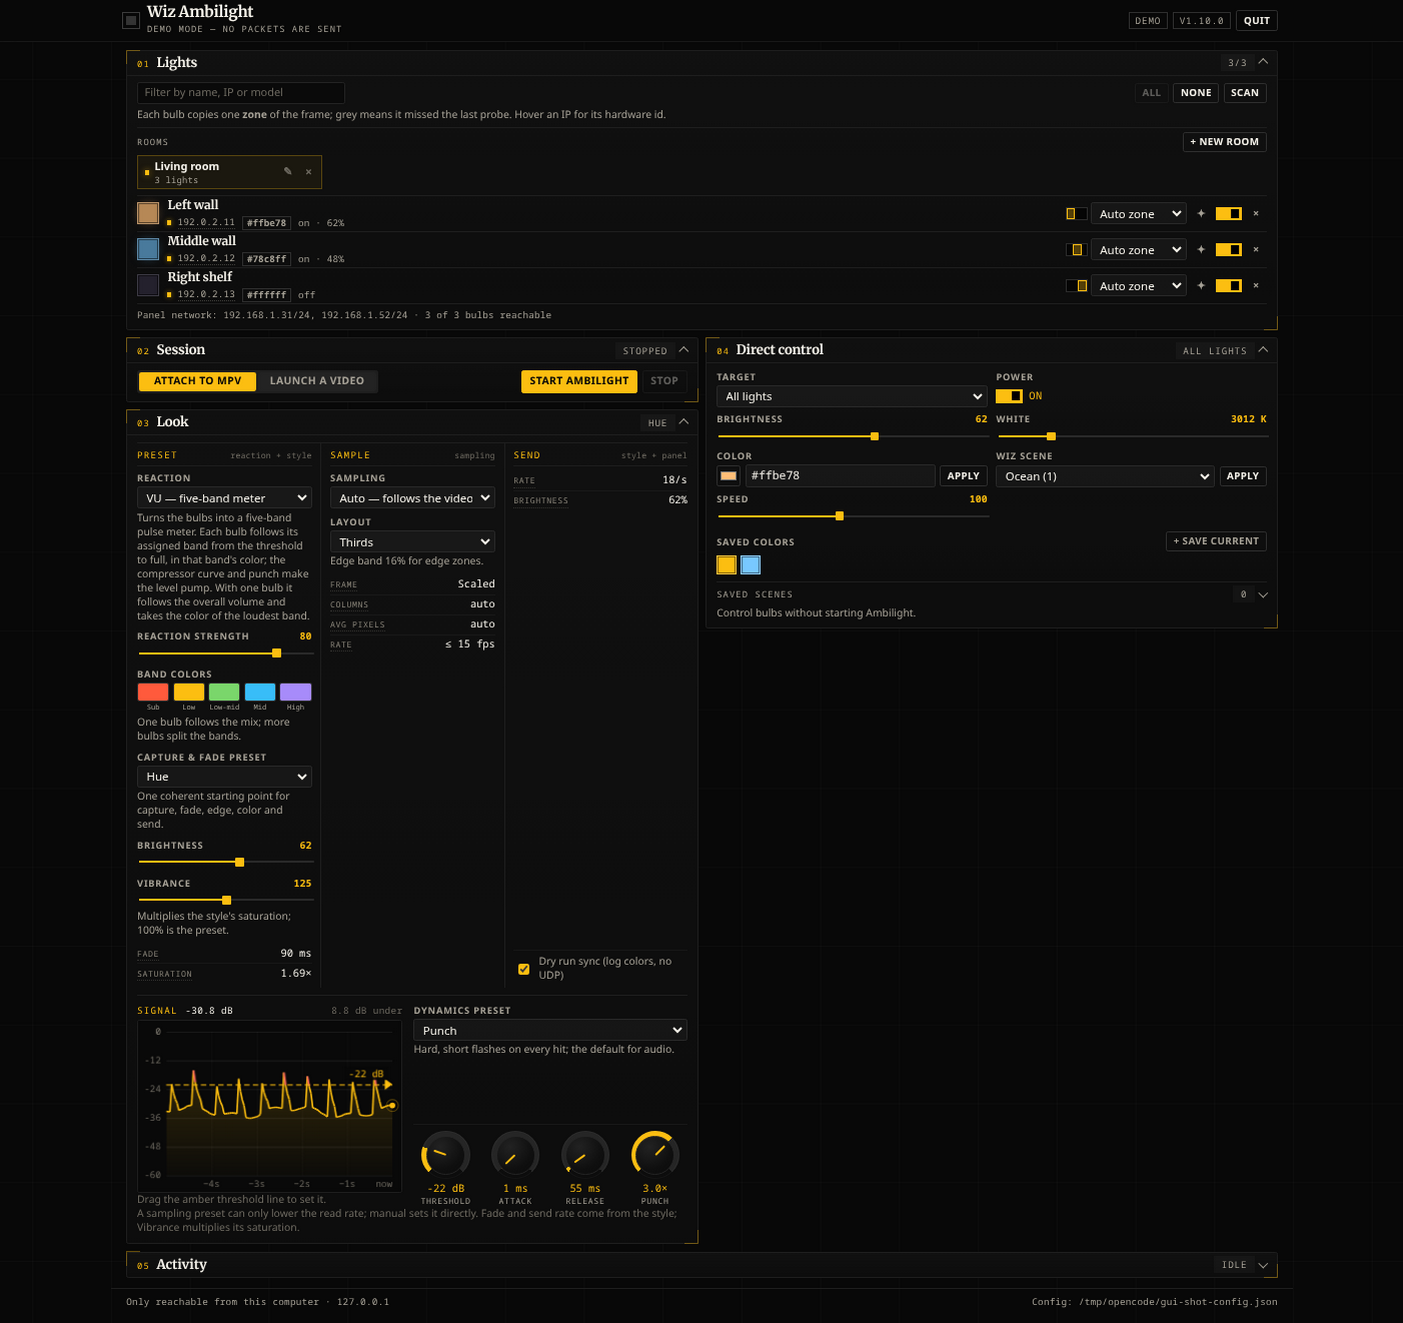 Wiz Ambilight
DEMO MODE — NO PACKETS ARE SENT
DEMO V1.10.0 QUIT
01 Lights 3/3
Filter by name, IP or model ALL NONE SCAN
Each bulb copies one zone of the frame; grey means it missed the last probe. Hover an IP for its hardware id.
ROOMS + NEW ROOM
Living room ✎ ×
3 lights
Left wall
192.0.2.11 #ffbe78 on · 62% Auto zone ✦ ×
Middle wall
192.0.2.12 #78c8ff on · 48% Auto zone ✦ ×
Right shelf
192.0.2.13 #ffffff off Auto zone ✦ ×
Panel network: 192.168.1.31/24, 192.168.1.52/24 · 3 of 3 bulbs reachable
02 Session STOPPED
ATTACH TO MPV LAUNCH A VIDEO START AMBILIGHT STOP
03 Look HUE
PRESET reaction + style
REACTION
VU — five-band meter
Turns the bulbs into a five-band
pulse meter. Each bulb follows its
assigned band from the threshold
to full, in that band's color; the
compressor curve and punch make
the level pump. With one bulb it
follows the overall volume and
takes the color of the loudest band.
REACTION STRENGTH 80
BAND COLORS
Sub Low Low-mid Mid High
One bulb follows the mix; more
bulbs split the bands.
CAPTURE & FADE PRESET
Hue
One coherent starting point for
capture, fade, edge, color and
send.
BRIGHTNESS 62
VIBRANCE 125
Multiplies the style's saturation;
100% is the preset.
FADE 90 ms
SATURATION 1.69×
SAMPLE sampling
SAMPLING
Auto — follows the video
LAYOUT
Thirds
Edge band 16% for edge zones.
FRAME Scaled
COLUMNS auto
AVG PIXELS auto
RATE ≤ 15 fps
SEND style + panel
RATE 18/s
BRIGHTNESS 62%
Dry run sync (log colors, no
UDP)
SIGNAL -30.8 dB 8.8 dB under
0
-12
-22 dB
-24
-36
-48
-60
−4s −3s −2s −1s now
Drag the amber threshold line to set it.
DYNAMICS PRESET
Punch
Hard, short flashes on every hit; the default for audio.
-22 dB 1 ms 55 ms 3.0×
THRESHOLD ATTACK RELEASE PUNCH
A sampling preset can only lower the read rate; manual sets it directly. Fade and send rate come from the style;
Vibrance multiplies its saturation.
04 Direct control ALL LIGHTS
TARGET POWER
All lights ON
BRIGHTNESS 62 WHITE 3012 K
COLOR WIZ SCENE
#ffbe78 APPLY Ocean (1) APPLY
SPEED 100
SAVED COLORS + SAVE CURRENT
SAVED SCENES 0
Control bulbs without starting Ambilight.
05 Activity IDLE
Only reachable from this computer · 127.0.0.1 Config: /tmp/opencode/gui-shot-config.json